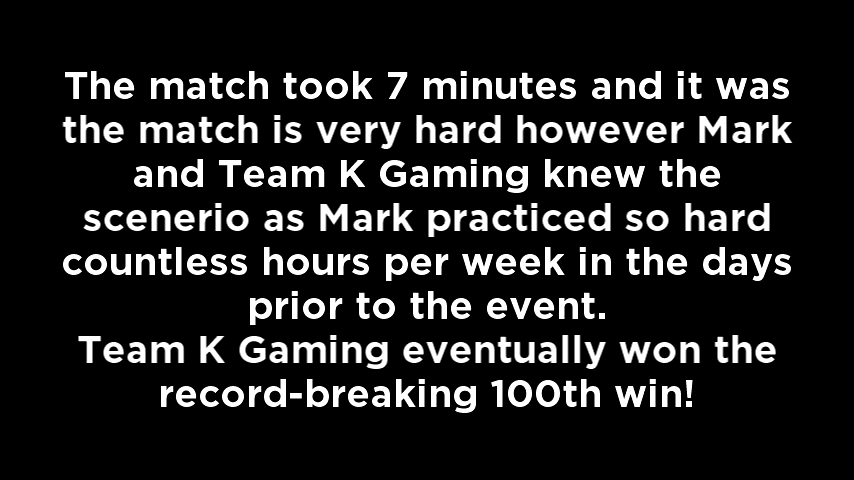 The match took 7 minutes and it was
the match is very hard however Mark
and Team K Gaming knew the
scenerio as Mark practiced so hard
countless hours per week in the days
prior to the event.
Team K Gaming eventually won the
record-breaking 100th win!